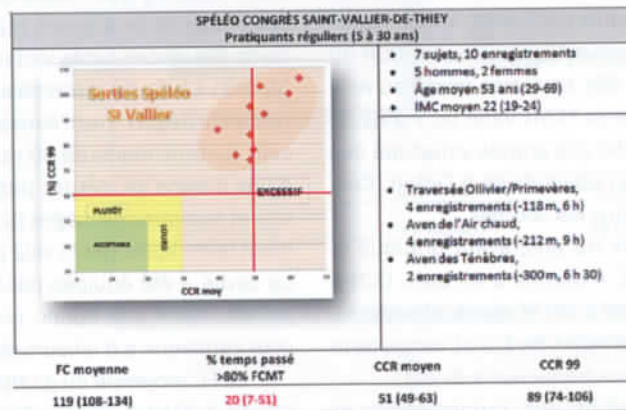 SPÉLÉO CONGRÈS SAINT-VALLIER-DE-THIEY
Pratiquants réguliers (5 à 30 ans)
Sorties Spéléo
St Vallier
(%) CCR 99
EXCESSIF
PLUTÔT
ACCEPTABLE
CCR moy
• 7 sujets, 10 enregistrements
• 5 hommes, 2 femmes
• Âge moyen 53 ans (29-69)
• IMC moyen 22 (19-24)
• Traversée Ollivier/Primevères,
4 enregistrements (-118 m, 6 h)
• Aven de l'Air chaud,
4 enregistrements (-212 m, 9 h)
• Aven des Ténèbres,
2 enregistrements (-300 m, 6 h 30)
FC moyenne
% temps passé
>80% FCMT
CCR moyen
CCR 99
119 (108-134)
20 (7-51)
51 (49-63)
89 (74-106)